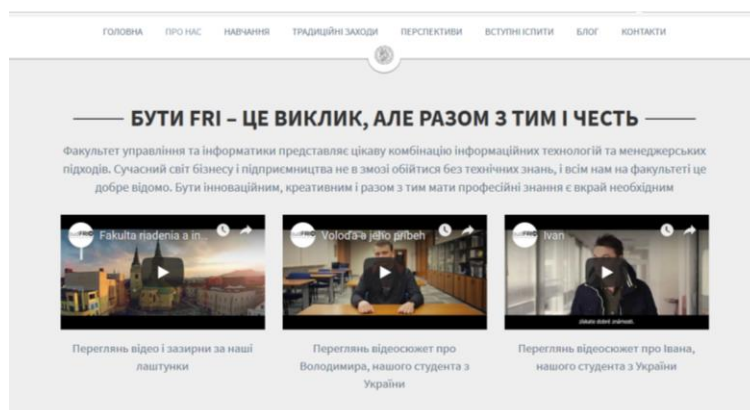 ГОЛОВНА ПРО НАС НАВЧАННЯ ТРАДИЦІЙНІ ЗАХОДИ ПЕРСПЕКТИВИ ВСТУПНІ ІСПИТИ БЛОГ КОНТАКТИ
БУТИ FRI – ЦЕ ВИКЛИК, АЛЕ РАЗОМ З ТИМ І ЧЕСТЬ
Факультет управління та інформатики представляє цікаву комбінацію інформаційних технологій та менеджерських
підходів. Сучасний світ бізнесу і підприємництва не в змозі обійтися без технічних знань, і всім нам на факультеті це
добре відомо. Бути інноваційним, креативним і разом з тим мати професійні знання є вкрай необхідним
Fakulta riadenia a in...
Voloďa a jeho príbeh
Ivan
získate dobré známosti.
Переглянь відео і зазирни за наші
лаштунки
Переглянь відеосюжет про
Володимира, нашого студента з
України
Переглянь відеосюжет про Івана,
нашого студента з України